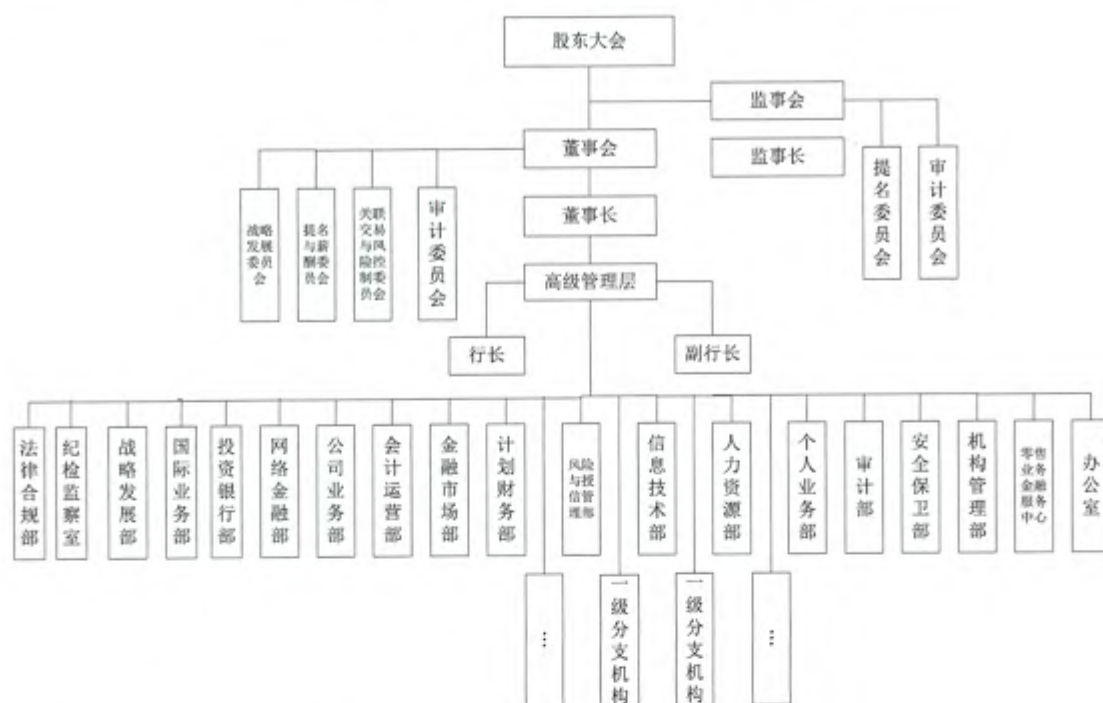 股东大会
监事会
董事会
监事长
提名委员会
审计委员会
战略发展委员会
提名与薪酬委员会
关联交易与风险控制委员会
审计委员会
董事长
高级管理层
行长
副行长
法律合规部
纪检监察室
战略发展部
国际业务部
投资银行部
网络金融部
公司业务部
会计运营部
金融市场部
计划财务部
风险与授信管理部
信息技术部
人力资源部
个人业务部
审计部
安全保卫部
机构管理部
零售业务金融服务中心
办公室
…
一级分支机构
一级分支机构
…